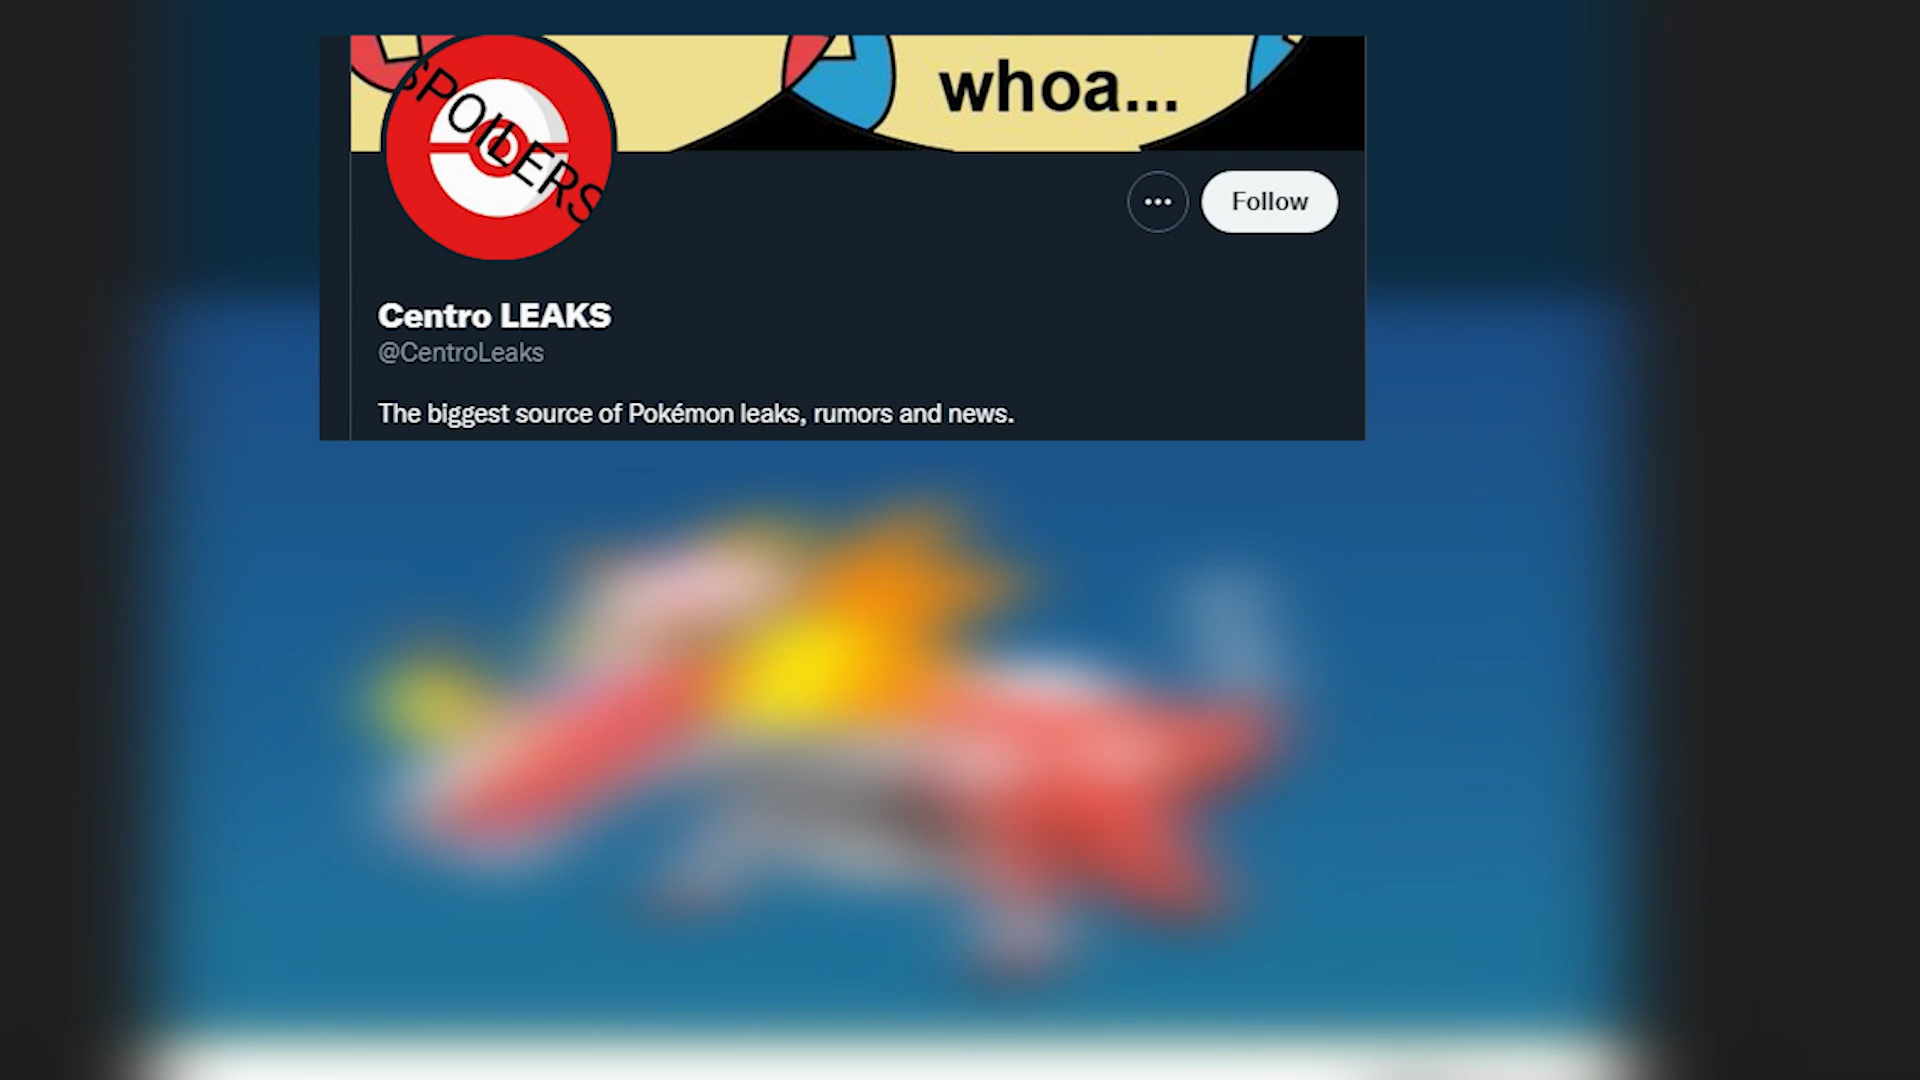 whoa...
SPOILERS
Follow
Centro LEAKS
@CentroLeaks
The biggest source of Pokémon leaks, rumors and news.